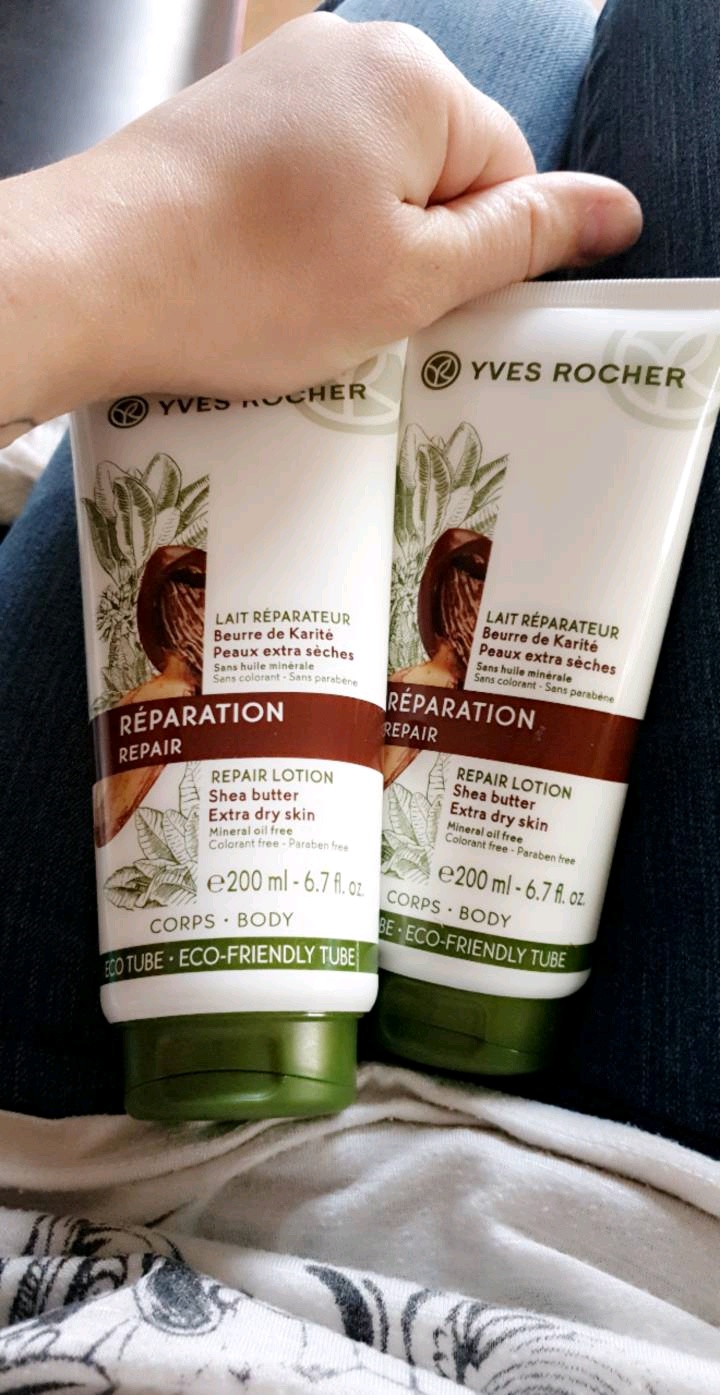 YVES ROCHER
LAIT RÉPARATEUR
Beurre de Karité
Peaux extra sèches
Sans huile minérale
Sans colorant - Sans parabène
RÉPARATION
REPAIR
REPAIR LOTION
Shea butter
Extra dry skin
Mineral oil free
Colorant free - Paraben free
℮200 ml - 6.7 fl. oz.
CORPS · BODY
ECO TUBE · ECO-FRIENDLY TUBE
YVES ROCHER
LAIT RÉPARATEUR
Beurre de Karité
Peaux extra sèches
Sans huile minérale
Sans colorant - Sans parabène
RÉPARATION
REPAIR
REPAIR LOTION
Shea butter
Extra dry skin
Mineral oil free
Colorant free - Paraben free
℮200 ml - 6.7 fl. oz.
CORPS · BODY
BE · ECO-FRIENDLY TUBE